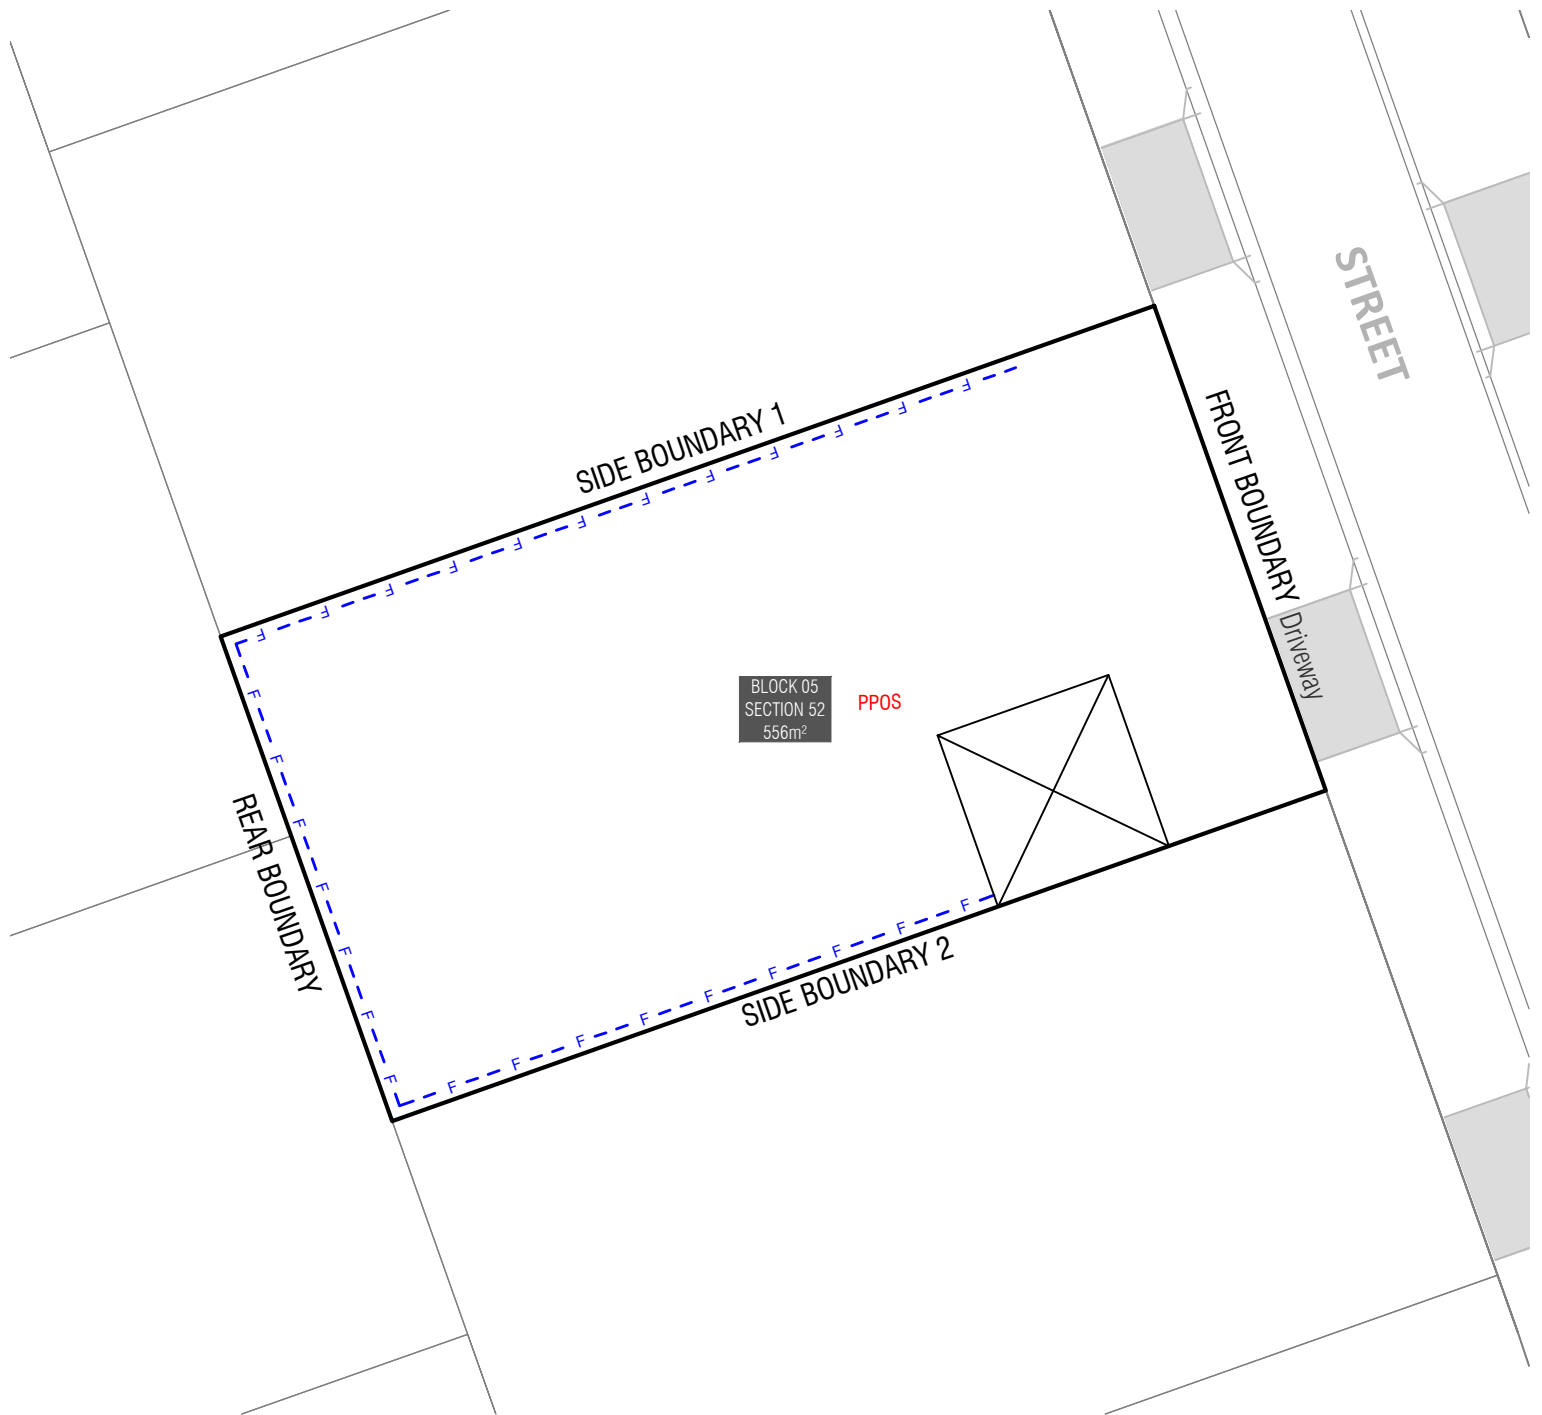 STREET
SIDE BOUNDARY 1
FRONT BOUNDARY
F F F F F F F F F F F F
Driveway
BLOCK 05
SECTION 52
556m²
PPOS
REAR BOUNDARY
F F F F F F F
F F F F F F F F F
SIDE BOUNDARY 2